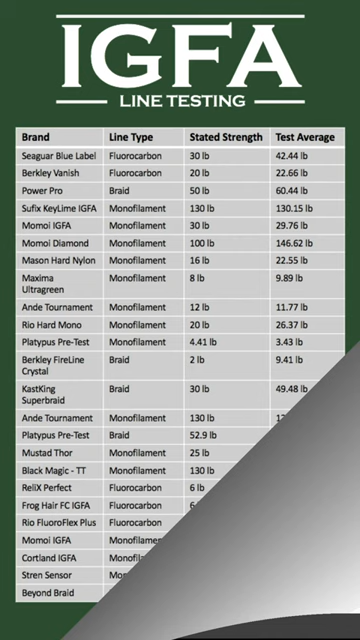 IGFA
LINE TESTING
Brand Line Type Stated Strength Test Average
Seaguar Blue Label Fluorocarbon 30 lb 42.44 lb
Berkley Vanish Fluorocarbon 20 lb 22.66 lb
Power Pro Braid 50 lb 60.44 lb
Sufix KeyLime IGFA Monofilament 130 lb 130.15 lb
Momoi IGFA Monofilament 30 lb 29.76 lb
Momoi Diamond Monofilament 100 lb 146.62 lb
Mason Hard Nylon Monofilament 16 lb 22.55 lb
Maxima Monofilament 8 lb 9.89 lb
Ultragreen
Ande Tournament Monofilament 12 lb 11.77 lb
Rio Hard Mono Monofilament 20 lb 26.37 lb
Platypus Pre-Test Monofilament 4.41 lb 3.43 lb
Berkley FireLine Braid 2 lb 9.41 lb
Crystal
KastKing Braid 30 lb 49.48 lb
Superbraid
Ande Tournament Monofilament 130 lb
Platypus Pre-Test Braid 52.9 lb
Mustad Thor Monofilament 25 lb
Black Magic - TT Monofilament 130 lb
ReliX Perfect Fluorocarbon 6 lb
Frog Hair FC IGFA Fluorocarbon
Rio FluoroFlex Plus Fluorocarbon
Momoi IGFA
Cortland IGFA
Stren Sensor
Beyond Braid